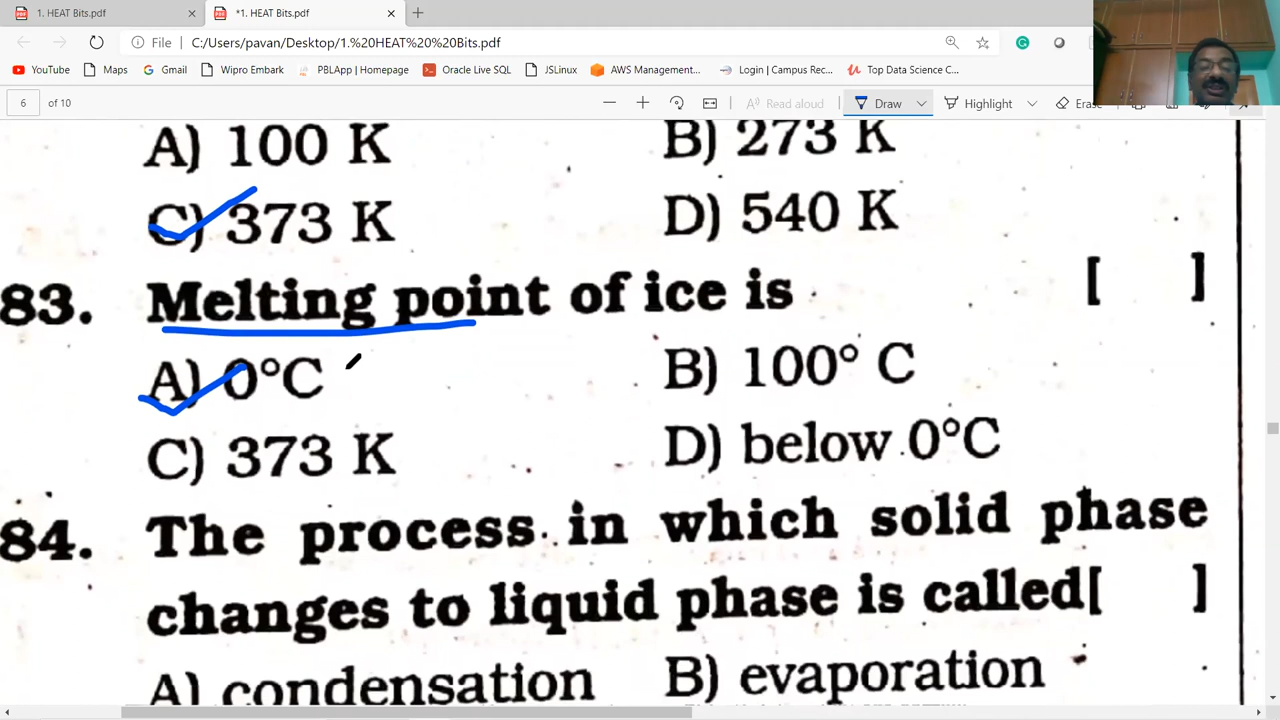 1. HEAT Bits.pdf
*1. HEAT Bits.pdf
File C:/Users/pavan/Desktop/1.%20HEAT%20%20Bits.pdf
YouTube Maps Gmail Wipro Embark PBLApp | Homepage Oracle Live SQL JSLinux AWS Management... Login | Campus Rec... Top Data Science C...
6 of 10 Read aloud Draw Highlight
A) 100 K B) 273 K
C) 373 K D) 540 K
83. Melting point of ice is [ ]
A) 0°C B) 100° C
C) 373 K D) below 0°C
84. The process in which solid phase
changes to liquid phase is called[ ]
A) condensation B) evaporation